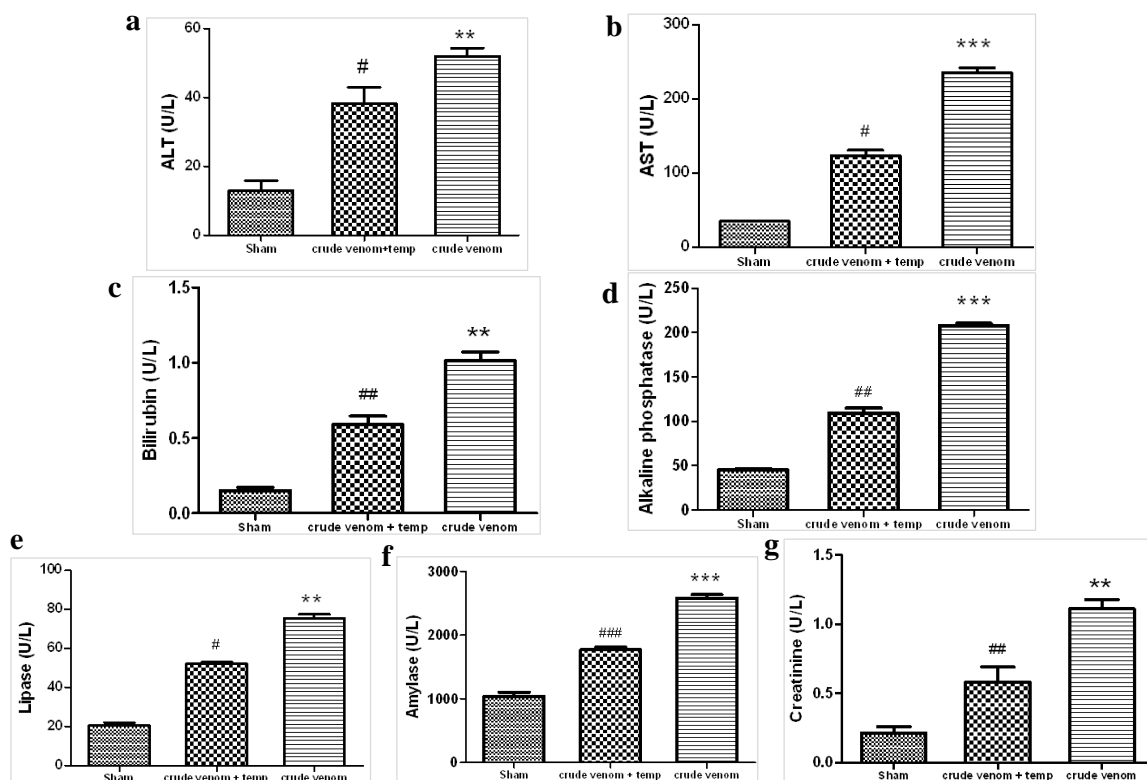 a
ALT (U/L)
60
40
20
0
#
**
Sham
crude venom+temp
crude venom
b
AST (U/L)
300
200
100
0
#
***
Sham
crude venom + temp
crude venom
c
Bilirubin (U/L)
1.5
1.0
0.5
0.0
##
**
Sham
crude venom + temp
crude venom
d
Alkaline phosphatase (U/L)
250
200
150
100
50
0
##
***
Sham
crude venom + temp
crude venom
e
Lipase (U/L)
100
80
60
40
20
0
#
**
Sham
crude venom + temp
crude venom
f
Amylase (U/L)
3000
2000
1000
0
###
***
Sham
crude venom + temp
crude venom
g
Creatinine (U/L)
1.5
1.0
0.5
0.0
##
**
Sham
crude venom + temp
crude venom